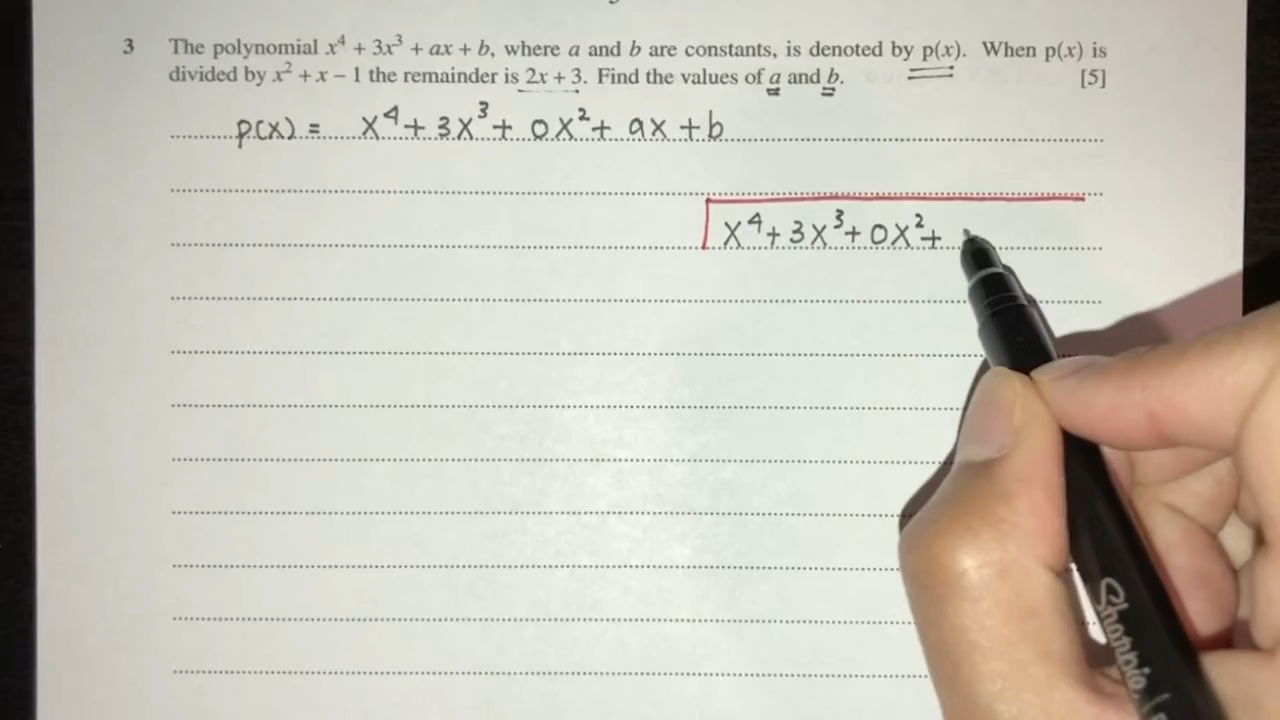 3 The polynomial x⁴ + 3x³ + ax + b, where a and b are constants, is denoted by p(x). When p(x) is
divided by x² + x − 1 the remainder is 2x + 3. Find the values of a and b. [5]
p(x) = x⁴ + 3x³ + 0x² + ax + b
x⁴ + 3x³ + 0x² +
Sharpie